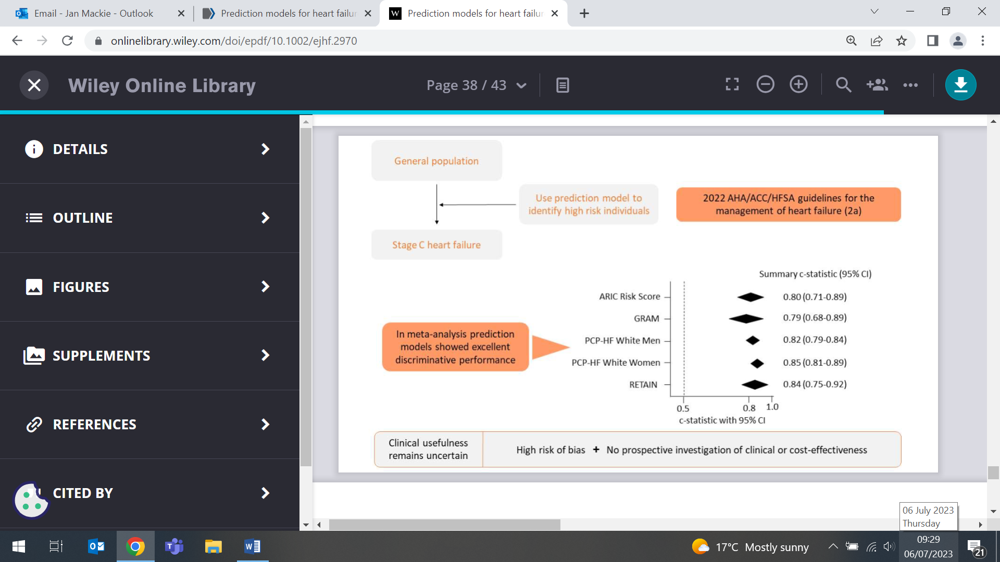 Email - Jan Mackie - Outlook
Prediction models for heart failur
W
Prediction models for heart failur
onlinelibrary.wiley.com/doi/epdf/10.1002/ejhf.2970
Wiley Online Library
Page 38 / 43
DETAILS
OUTLINE
FIGURES
SUPPLEMENTS
REFERENCES
CITED BY
General population
Use prediction model to
identify high risk individuals
2022 AHA/ACC/HFSA guidelines for the
management of heart failure (2a)
Stage C heart failure
Summary c-statistic (95% CI)
ARIC Risk Score
0.80 (0.71-0.89)
GRAM
0.79 (0.68-0.89)
In meta-analysis prediction
models showed excellent
discriminative performance
PCP-HF White Men
0.82 (0.79-0.84)
PCP-HF White Women
0.85 (0.81-0.89)
RETAIN
0.84 (0.75-0.92)
0.5
0.8
1.0
c-statistic with 95% CI
Clinical usefulness
remains uncertain
High risk of bias + No prospective investigation of clinical or cost-effectiveness
06 July 2023
Thursday
17°C Mostly sunny
09:29
06/07/2023
21